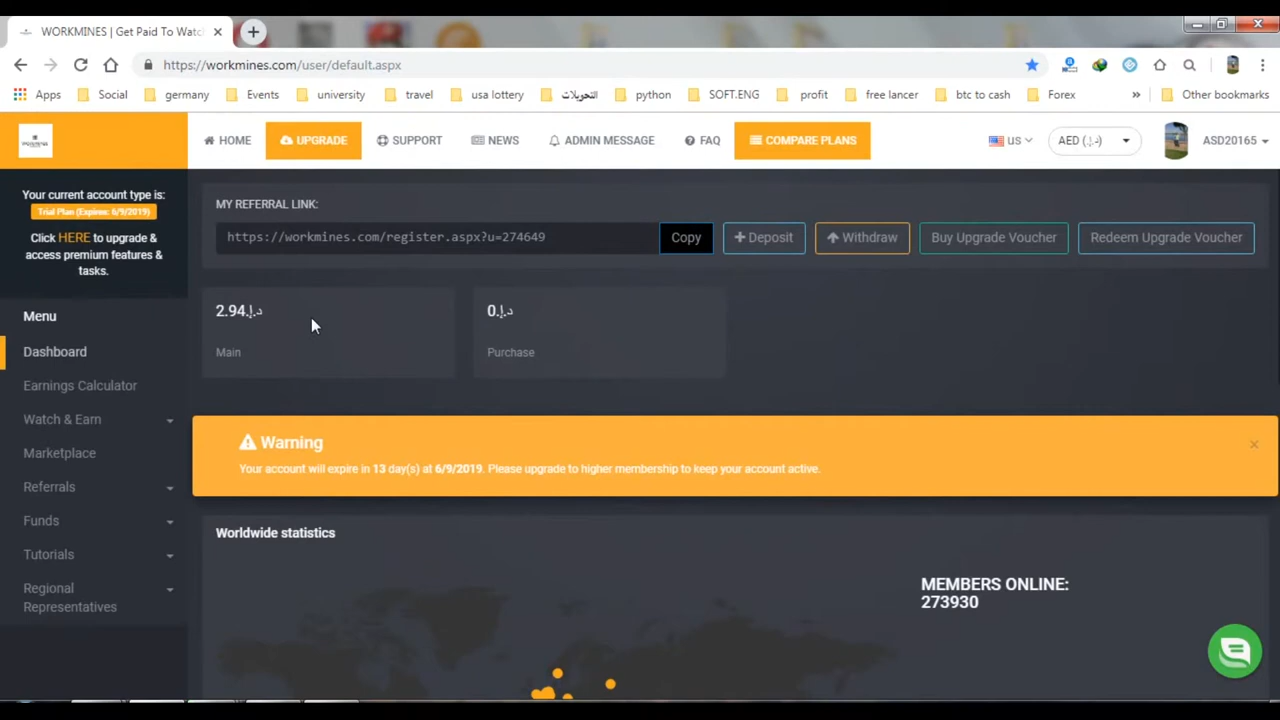 WORKMINES | Get Paid To Watc
https://workmines.com/user/default.aspx
Apps Social germany Events university travel usa lottery التحويلات python SOFT.ENG profit free lancer btc to cash Forex » Other bookmarks
HOME UPGRADE SUPPORT NEWS ADMIN MESSAGE FAQ COMPARE PLANS US AED (د.إ.) ASD20165
Your current account type is:
Trial Plan (Expires: 6/9/2019)
Click HERE to upgrade &
access premium features &
tasks.
Menu
Dashboard
Earnings Calculator
Watch & Earn
Marketplace
Referrals
Funds
Tutorials
Regional
Representatives
MY REFERRAL LINK:
https://workmines.com/register.aspx?u=274649
Copy
Deposit
Withdraw
Buy Upgrade Voucher
Redeem Upgrade Voucher
د.إ.2.94
Main
د.إ.0
Purchase
Warning
Your account will expire in 13 day(s) at 6/9/2019. Please upgrade to higher membership to keep your account active.
Worldwide statistics
MEMBERS ONLINE:
273930